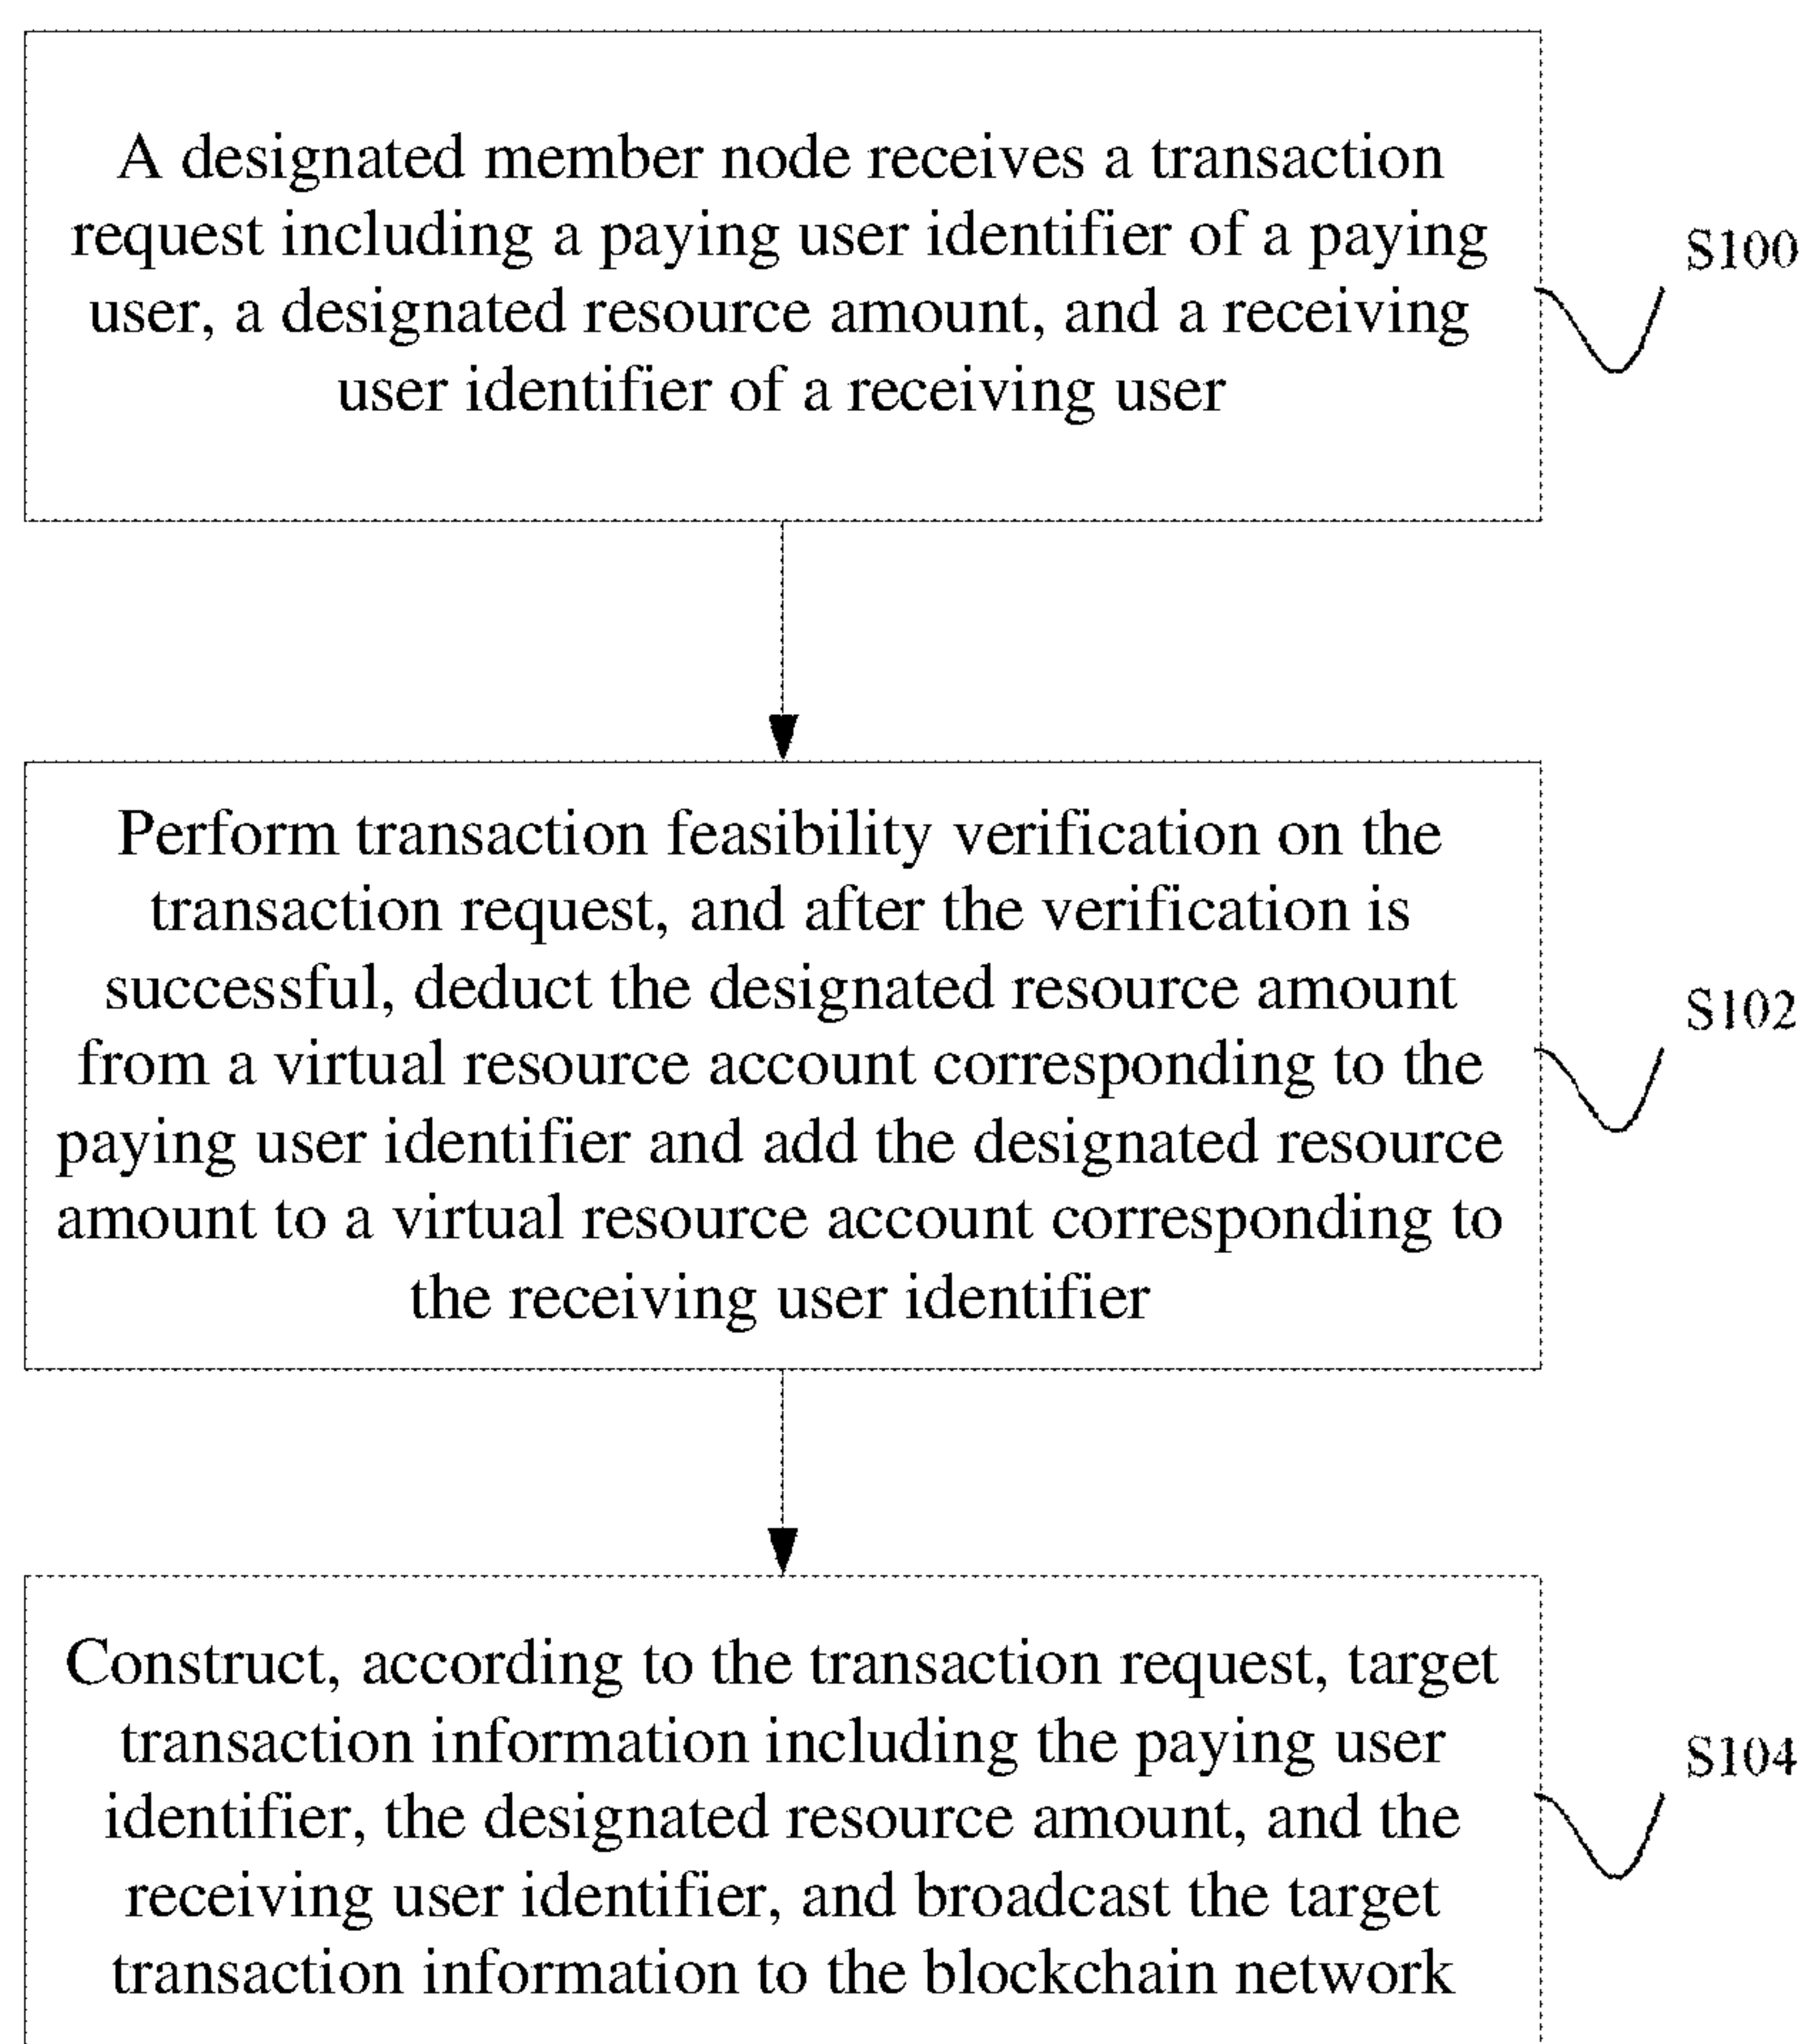 A designated member node receives a transaction
request including a paying user identifier of a paying
user, a designated resource amount, and a receiving
user identifier of a receiving user
S100
Perform transaction feasibility verification on the
transaction request, and after the verification is
successful, deduct the designated resource amount
from a virtual resource account corresponding to the
paying user identifier and add the designated resource
amount to a virtual resource account corresponding to
the receiving user identifier
S102
Construct, according to the transaction request, target
transaction information including the paying user
identifier, the designated resource amount, and the
receiving user identifier, and broadcast the target
transaction information to the blockchain network
S104